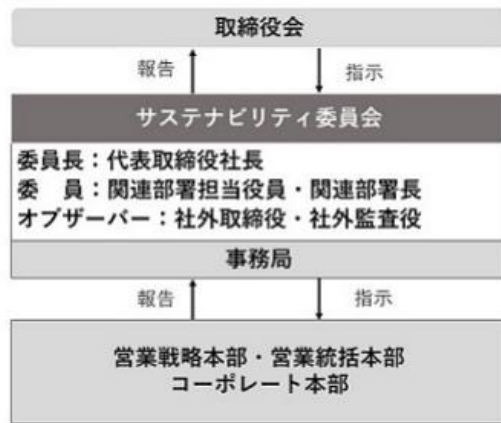 取締役会
報告 指示
サステナビリティ委員会
委員長：代表取締役社長
委　員：関連部署担当役員・関連部署長
オブザーバー：社外取締役・社外監査役
事務局
報告 指示
営業戦略本部・営業統括本部
コーポレート本部